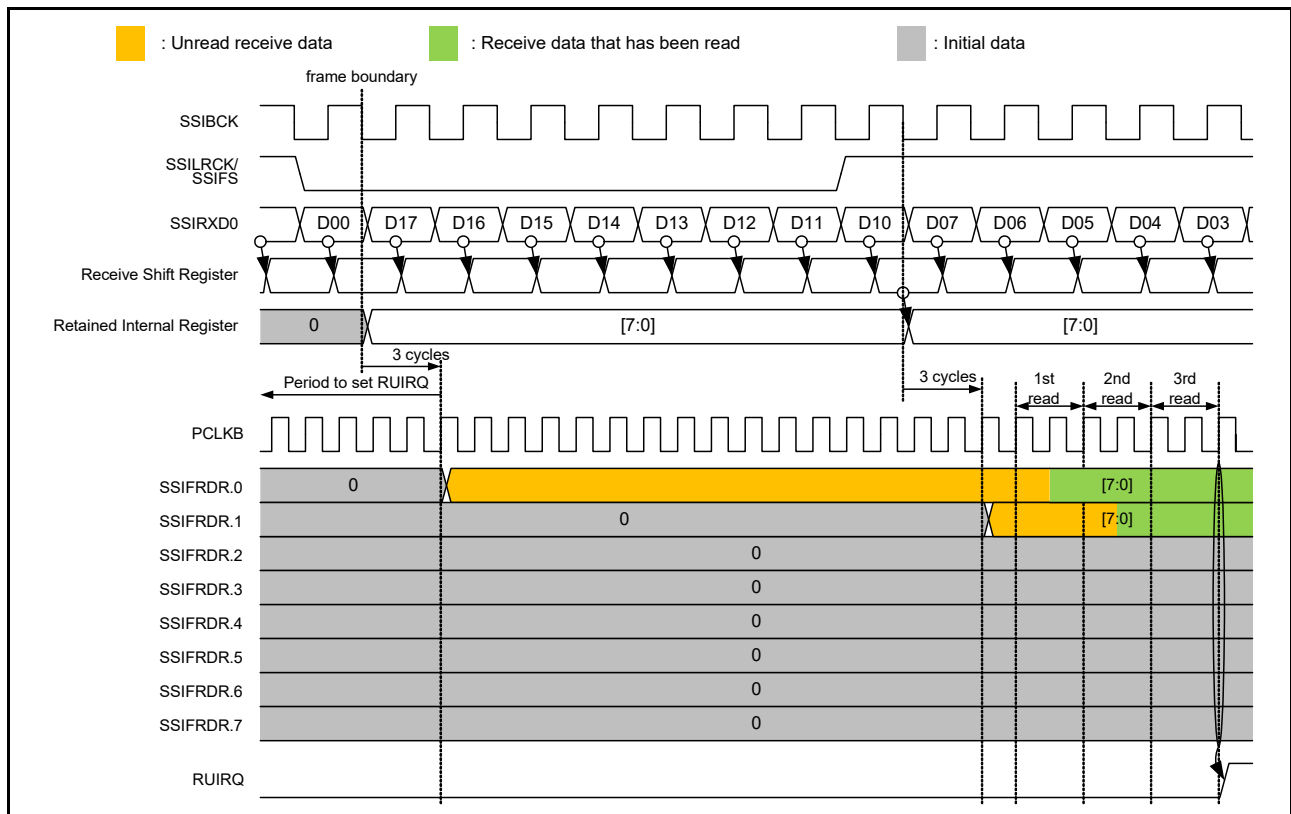 : Unread receive data
: Receive data that has been read
: Initial data
frame boundary
SSIBCK
SSILRCK/
SSIFS
SSIRXD0
D00 D17 D16 D15 D14 D13 D12 D11 D10 D07 D06 D05 D04 D03
Receive Shift Register
Retained Internal Register
0 [7:0] [7:0]
3 cycles
Period to set RUIRQ
3 cycles
1st
read
2nd
read
3rd
read
PCLKB
SSIFRDR.0 0 [7:0]
SSIFRDR.1 0 [7:0]
SSIFRDR.2 0
SSIFRDR.3 0
SSIFRDR.4 0
SSIFRDR.5 0
SSIFRDR.6 0
SSIFRDR.7 0
RUIRQ